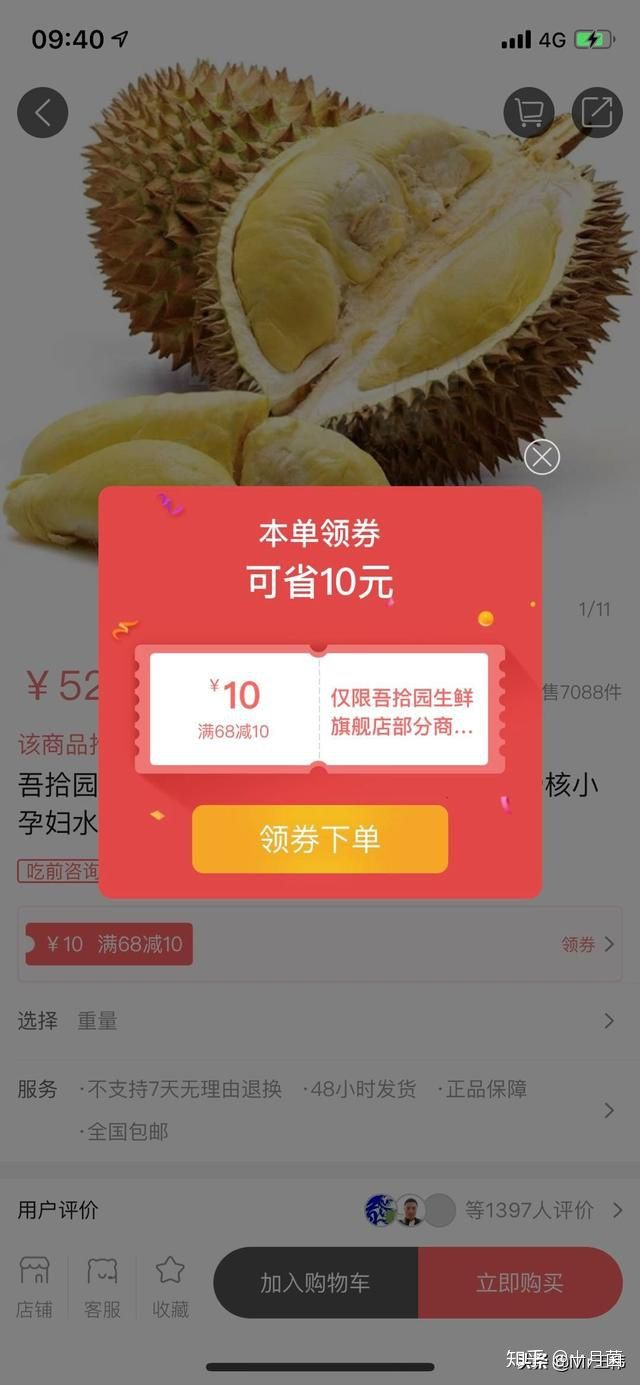 09:40
4G
本单领券
可省10元
1/11
¥10
满68减10
仅限吾拾园生鲜
旗舰店部分商...
¥52
售7088件
该商品
吾拾园
核小
孕妇水
领券下单
吃前咨询
¥10 满68减10
领券
选择 重量
服务 ·不支持7天无理由退换 ·48小时发货 ·正品保障
·全国包邮
用户评价
等1397人评价
店铺
客服
收藏
加入购物车
立即购买
知乎 @小月菌